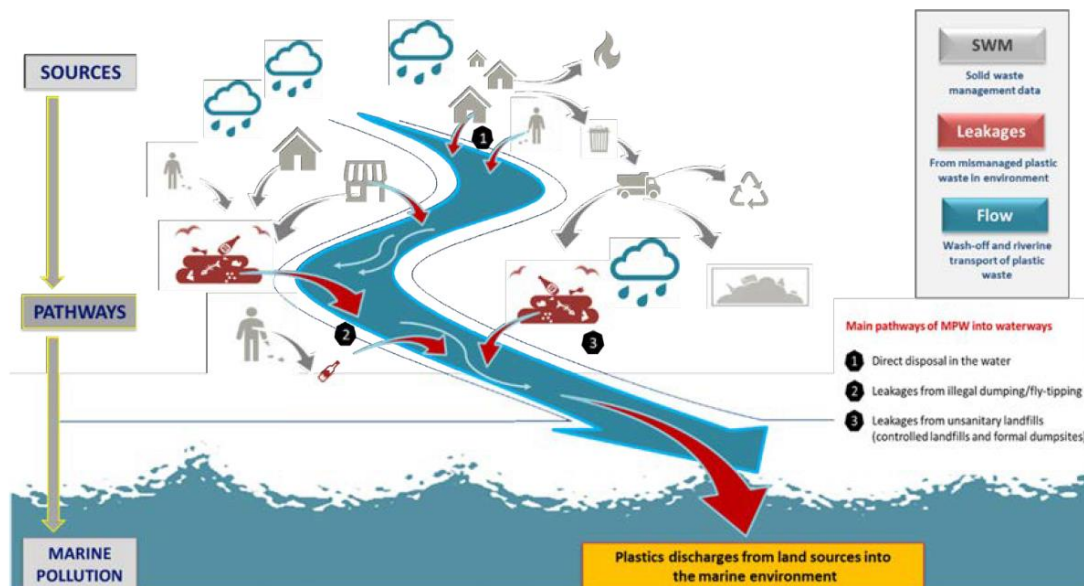 SOURCES
PATHWAYS
MARINE
POLLUTION
1
2
3
SWM
Solid waste
management data
Leakages
From mismanaged plastic
waste in environment
Flow
Wash-off and riverine
transport of plastic
waste
Main pathways of MPW into waterways
1 Direct disposal in the water
2 Leakages from illegal dumping/fly-tipping
3 Leakages from unsanitary landfills
(controlled landfills and formal dumpsites)
Plastics discharges from land sources into
the marine environment